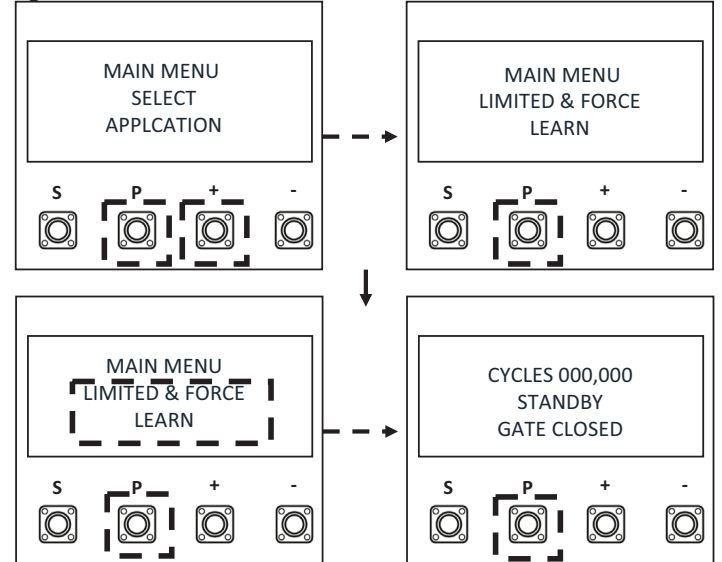 MAIN MENU
SELECT
APPLCATION
S P + -
MAIN MENU
LIMITED & FORCE
LEARN
S P + -
MAIN MENU
LIMITED & FORCE
LEARN
S P + -
CYCLES 000,000
STANDBY
GATE CLOSED
S P + -